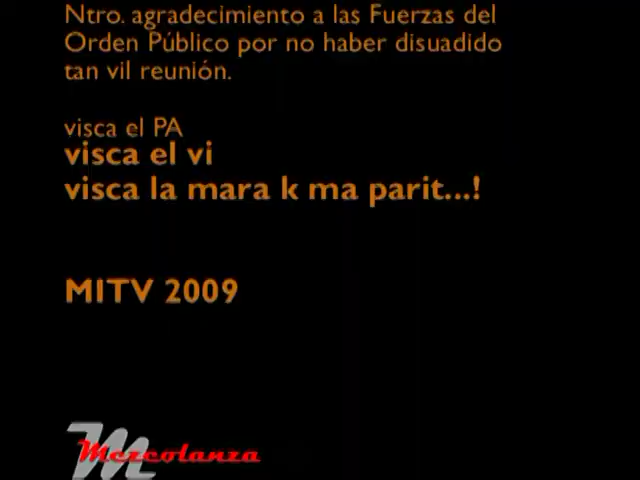 Ntro. agradecimiento a las Fuerzas del
Orden Público por no haber disuadido
tan vil reunión.
visca el PA
visca el vi
visca la mara k ma parit...!
MITV 2009
M
Mezcolanza